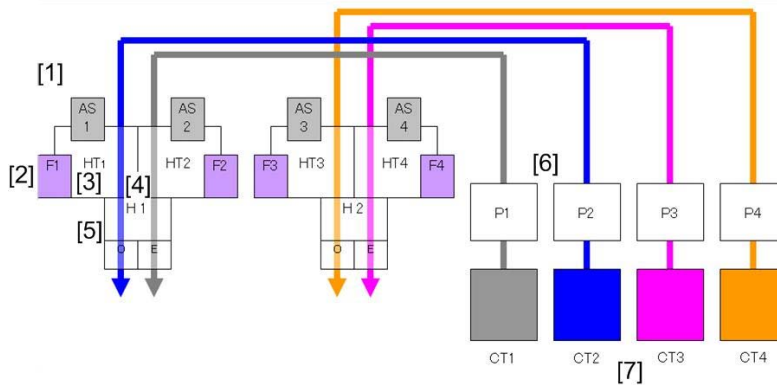 [1]
AS
1
AS
2
AS
3
AS
4
[2]
F1
HT1
HT2
F2
F3
HT3
HT4
F4
[3]
[4]
[6]
H 1
H 2
P1
P2
P3
P4
[5]
O
E
O
E
CT1
CT2
CT3
CT4
[7]